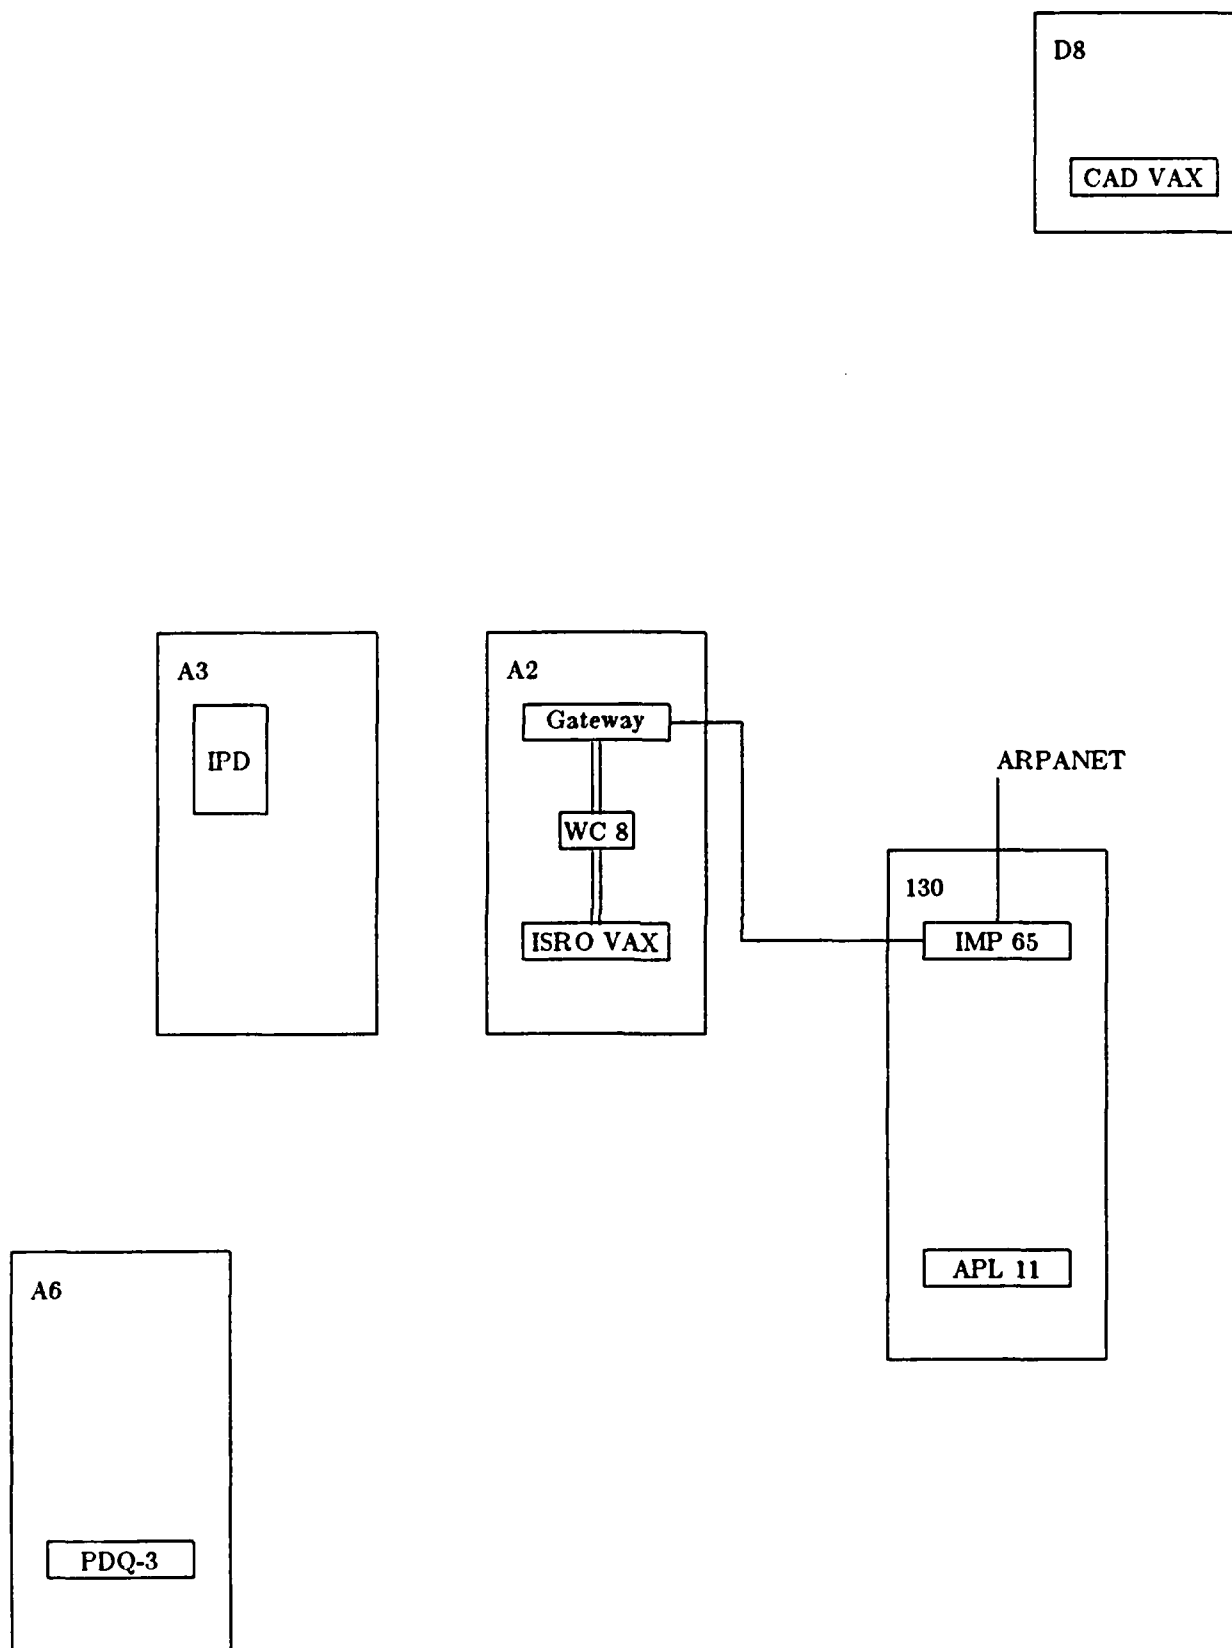 D8
CAD VAX
A3
A2
Gateway
IPD
ARPANET
WC 8
130
ISRO VAX
IMP 65
APL 11
A6
PDQ-3